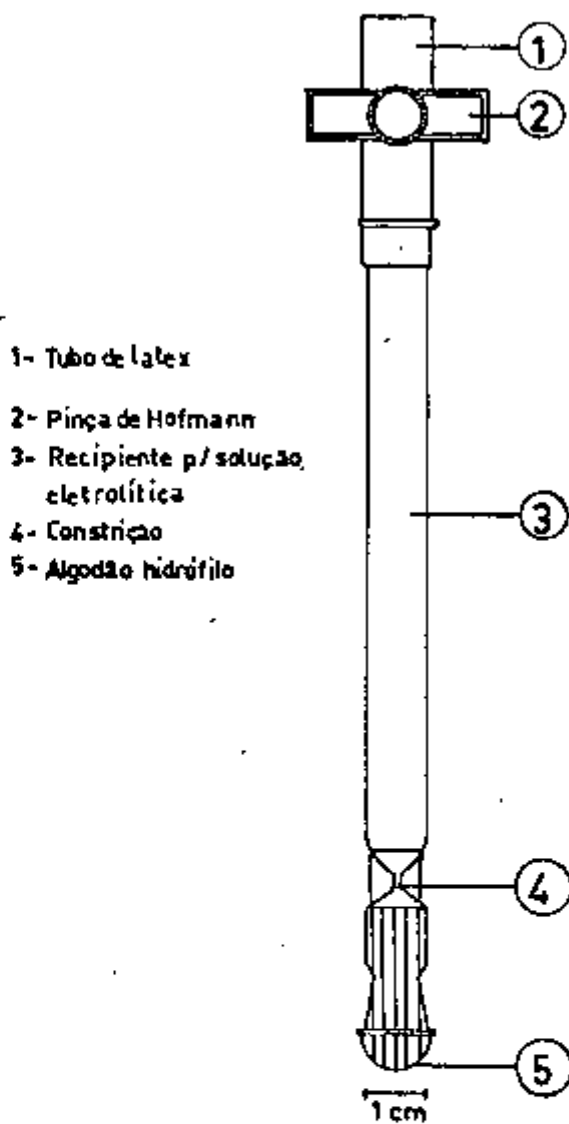 1
2
1- Tubo de latex
2- Pinça de Hofmann
3- Recipiente p/ solução
eletrolítica
4- Constrição
5- Algodão hidrófilo
3
4
5
1 cm